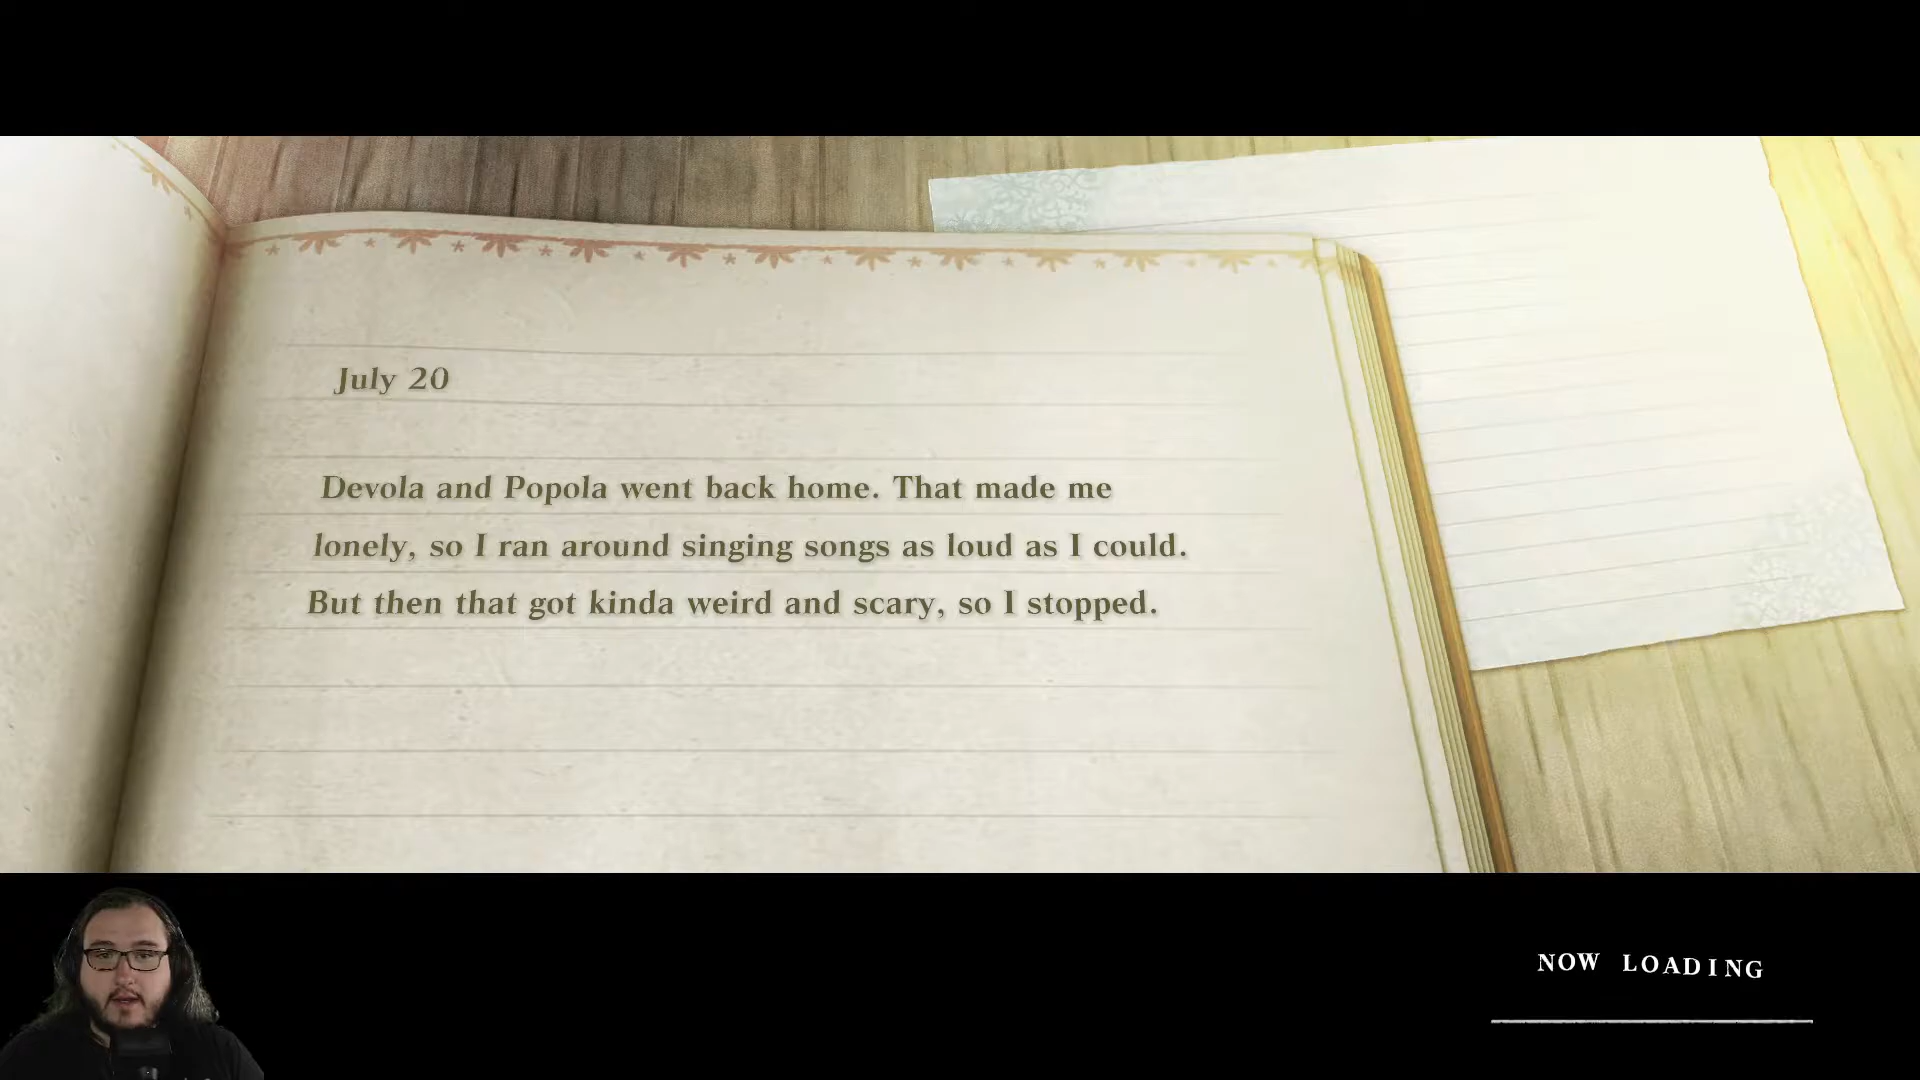 July 20
Devola and Popola went back home. That made me
lonely, so I ran around singing songs as loud as I could.
But then that got kinda weird and scary, so I stopped.
NOW LOADING